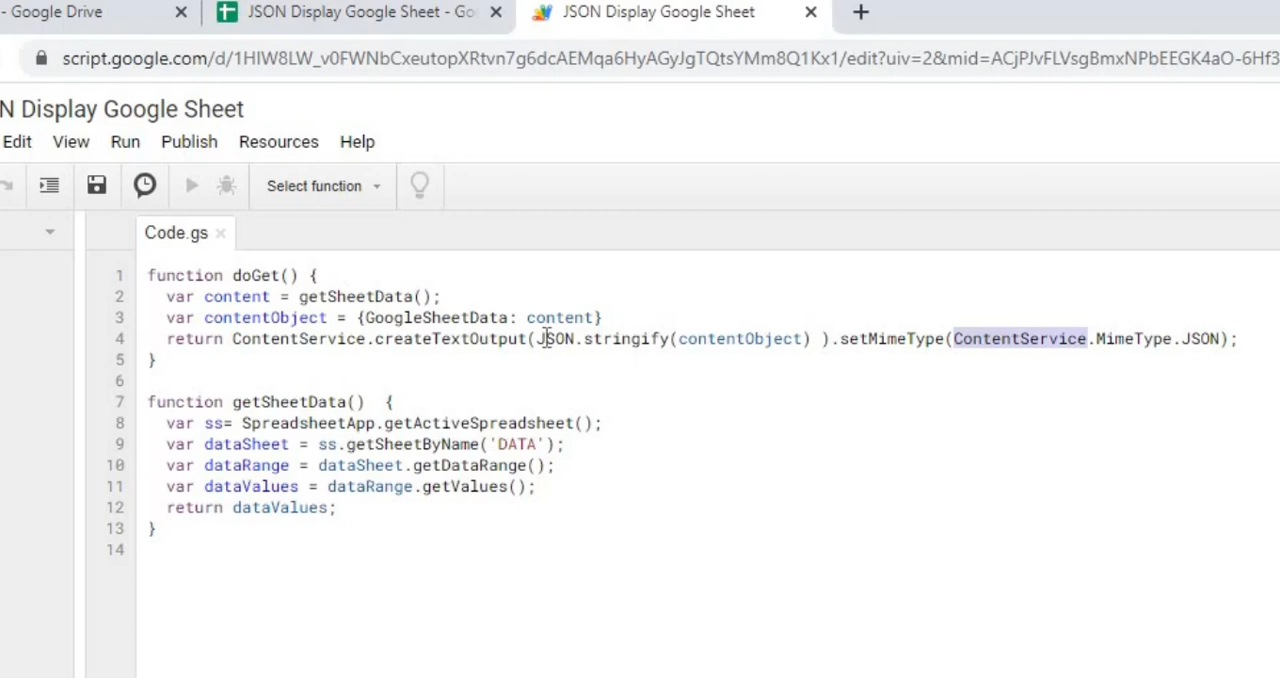 - Google Drive
JSON Display Google Sheet - Go
JSON Display Google Sheet
script.google.com/d/1HIW8LW_v0FWNbCxeutopXRtvn7g6dcAEMqa6HyAGyJgTQtsYMm8Q1Kx1/edit?uiv=2&mid=ACjPJvFLVsgBmxNPbEEGK4aO-6Hf3
N Display Google Sheet
Edit View Run Publish Resources Help
Select function
Code.gs
1 function doGet() {
2 var content = getSheetData();
3 var contentObject = {GoogleSheetData: content}
4 return ContentService.createTextOutput(JSON.stringify(contentObject) ).setMimeType(ContentService.MimeType.JSON);
5 }
6
7 function getSheetData() {
8 var ss= SpreadsheetApp.getActiveSpreadsheet();
9 var dataSheet = ss.getSheetByName('DATA');
10 var dataRange = dataSheet.getDataRange();
11 var dataValues = dataRange.getValues();
12 return dataValues;
13 }
14